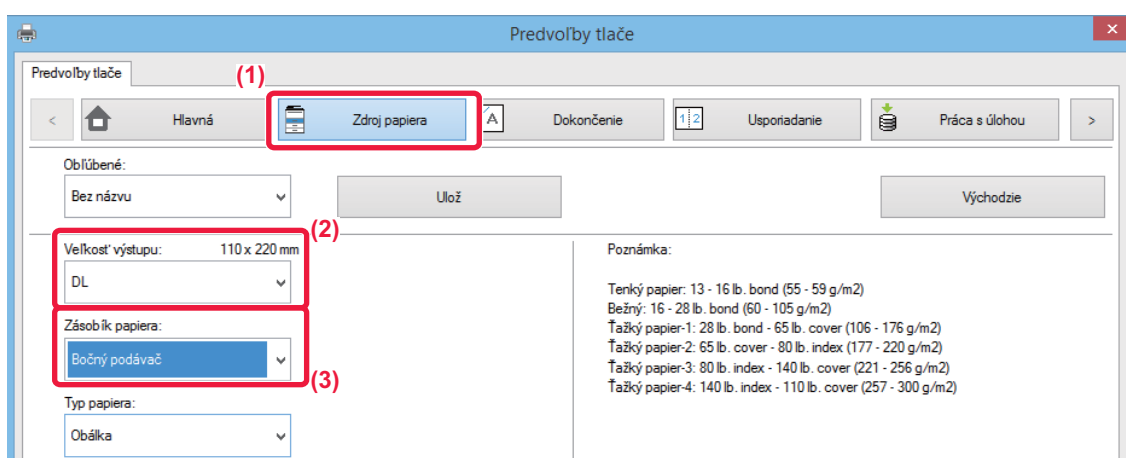 Predvoľby tlače
Predvoľby tlače
(1)
<
Hlavná
Zdroj papiera
A
Dokončenie
1 2
Usporiadanie
Práca s úlohou
>
Obľúbené:
Bez názvu
Ulož
Východzie
(2)
Veľkosť výstupu: 110 x 220 mm
DL
Zásobík papiera:
Bočný podávač
(3)
Typ papiera:
Obálka
Poznámka:
Tenký papier: 13 - 16 lb. bond (55 - 59 g/m2)
Bežný: 16 - 28 lb. bond (60 - 105 g/m2)
Ťažký papier-1: 28 lb. bond - 65 lb. cover (106 - 176 g/m2)
Ťažký papier-2: 65 lb. cover - 80 lb. index (177 - 220 g/m2)
Ťažký papier-3: 80 lb. index - 140 lb. cover (221 - 256 g/m2)
Ťažký papier-4: 140 lb. index - 110 lb. cover (257 - 300 g/m2)